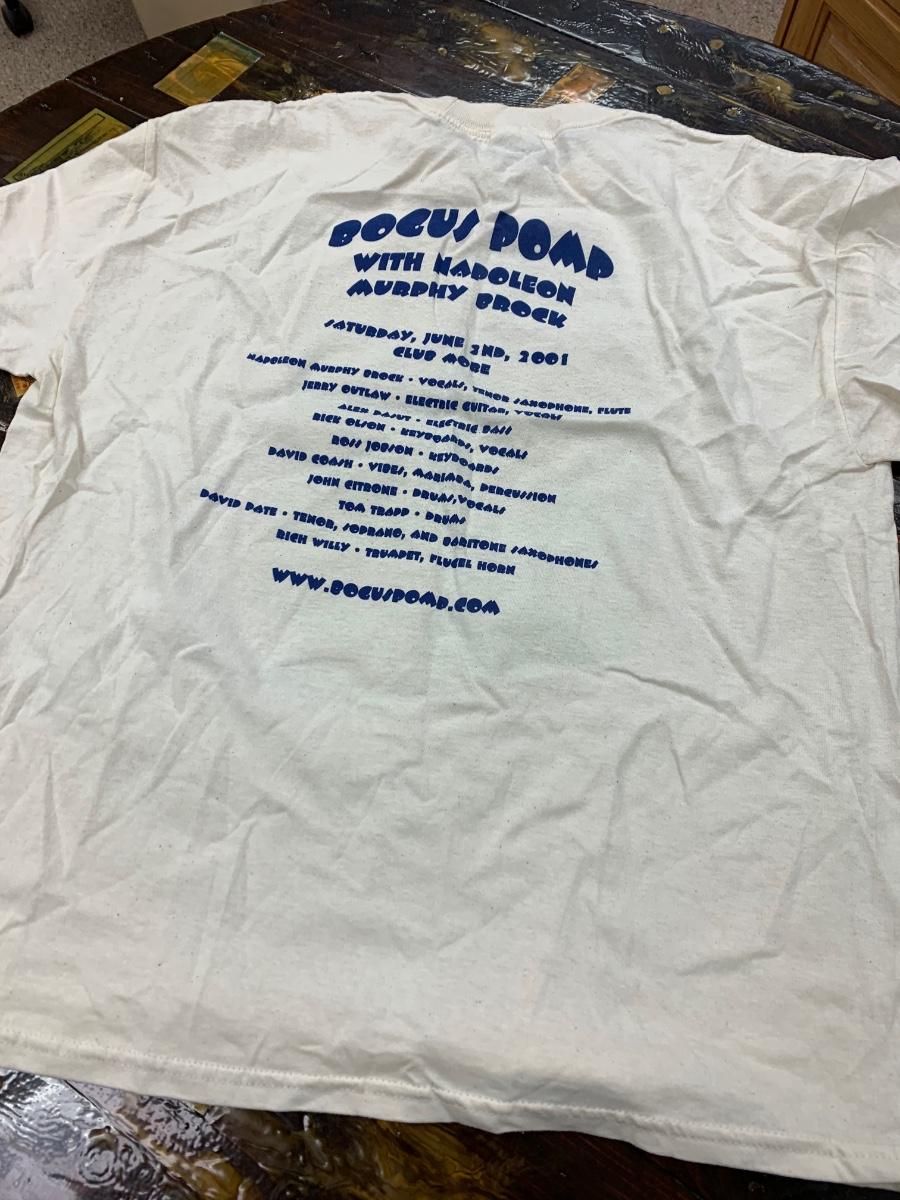 BOGUS POMP
WITH NAPOLEON
MURPHY BROCK
SATURDAY, JUNE 2ND, 2001
CLUB MOBE
NAPOLEON MURPHY BROCK • VOCALS, TENOR SAXOPHONE, FLUTE
JERRY OUTLAW • ELECTRIC GUITAR, VOCALS
ALEX PASUT • ELECTRIC BASS
RICK OLSON • KEYBOARDS, VOCALS
ROSS JOBSON • KEYBOARDS
DAVID COASH • VIBES, MARIMBA, PERCUSSION
JOHN CITRONE • DRUMS, VOCALS
TOM TRAPP • DRUMS
DAVID PATE • TENOR, SOPRANO, AND BARITONE SAXOPHONES
RICH WILLY • TRUMPET, FLUGEL HORN
WWW.BOGUSPOMP.COM